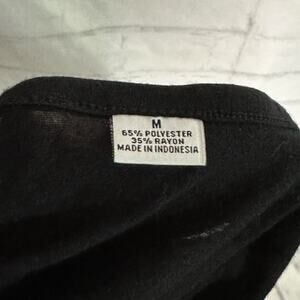 M
65% POLYESTER
35% RAYON
MADE IN INDONESIA